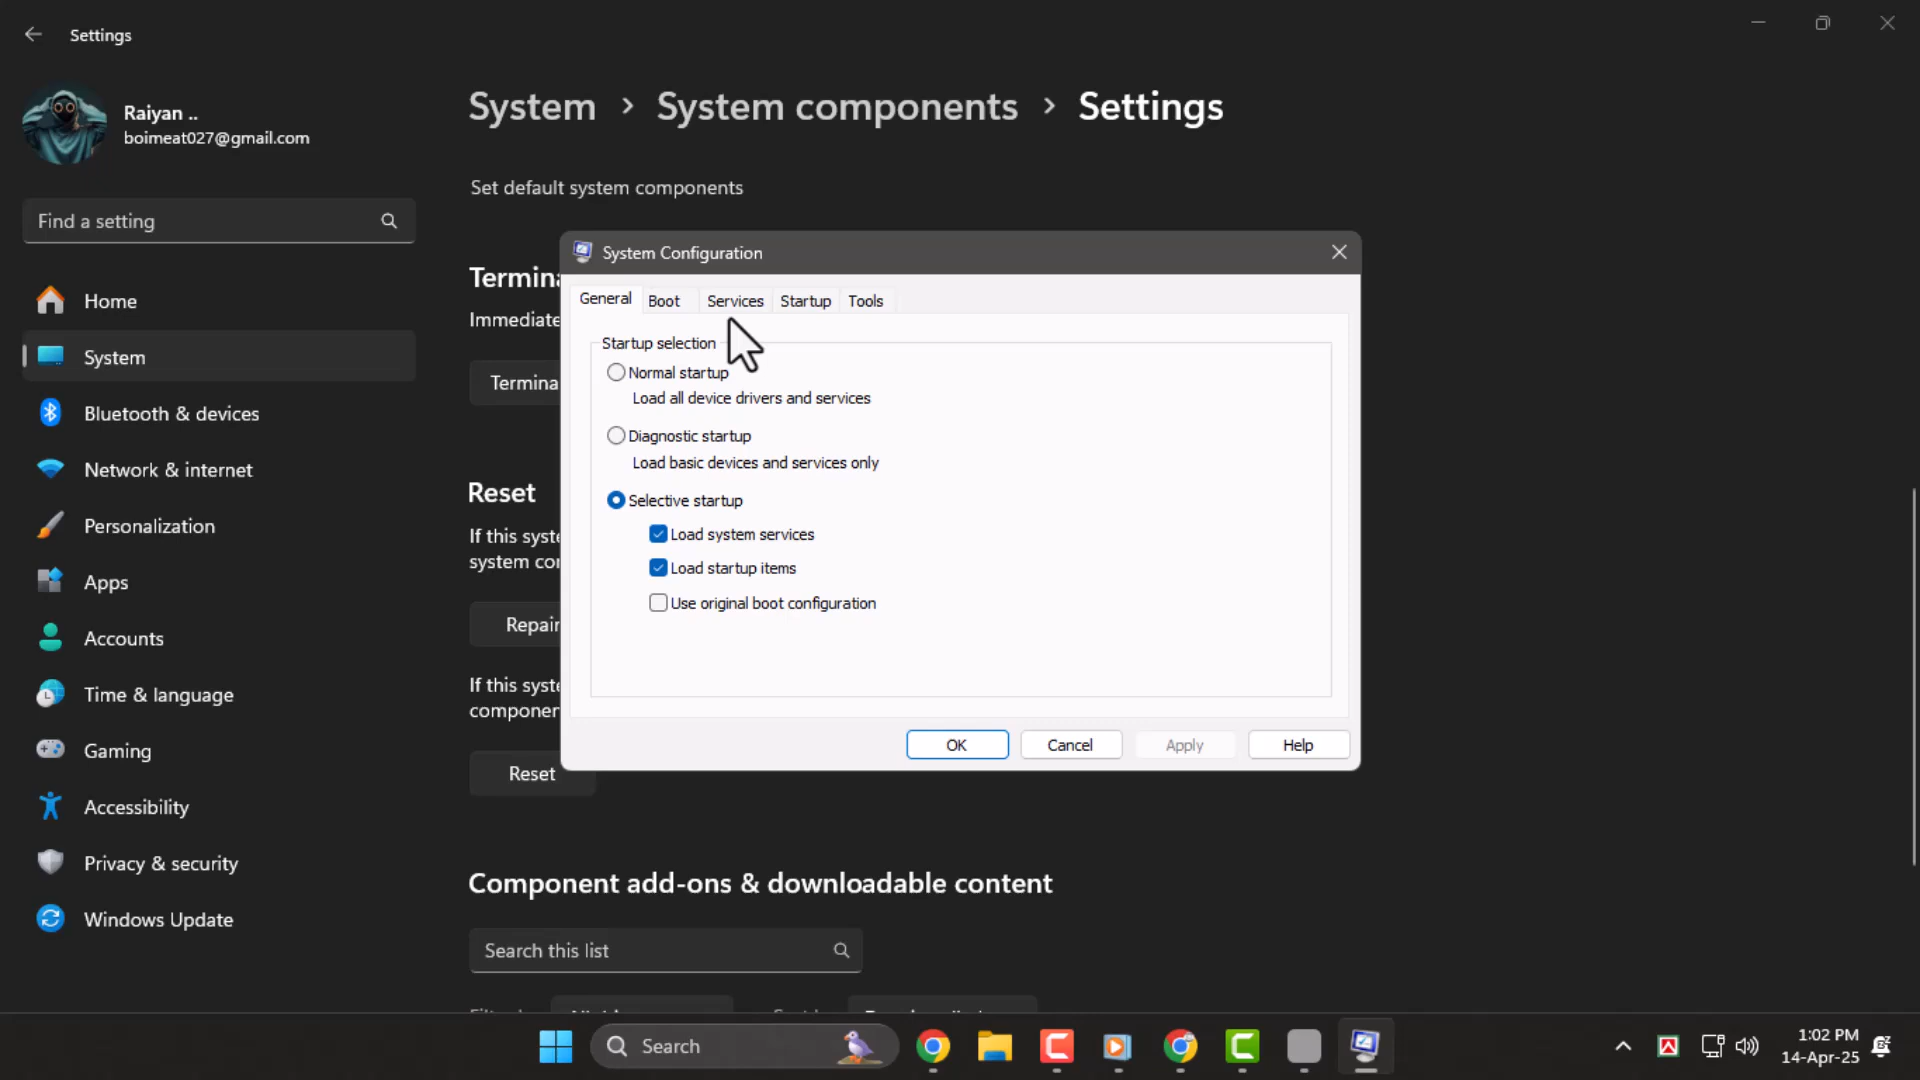 Settings
Raiyan ..
boimeat027@gmail.com
Find a setting
Home
System
Bluetooth & devices
Network & internet
Personalization
Apps
Accounts
Time & language
Gaming
Accessibility
Privacy & security
Windows Update
System > System components > Settings
Set default system components
Termina
Immediate
Termina
Reset
If this syste
system cor
Repair
If this syste
componer
Reset
Component add-ons & downloadable content
Search this list
System Configuration
General Boot Services Startup Tools
Startup selection
Normal startup
Load all device drivers and services
Diagnostic startup
Load basic devices and services only
Selective startup
Load system services
Load startup items
Use original boot configuration
OK Cancel Apply Help
Search
1:02 PM
14-Apr-25